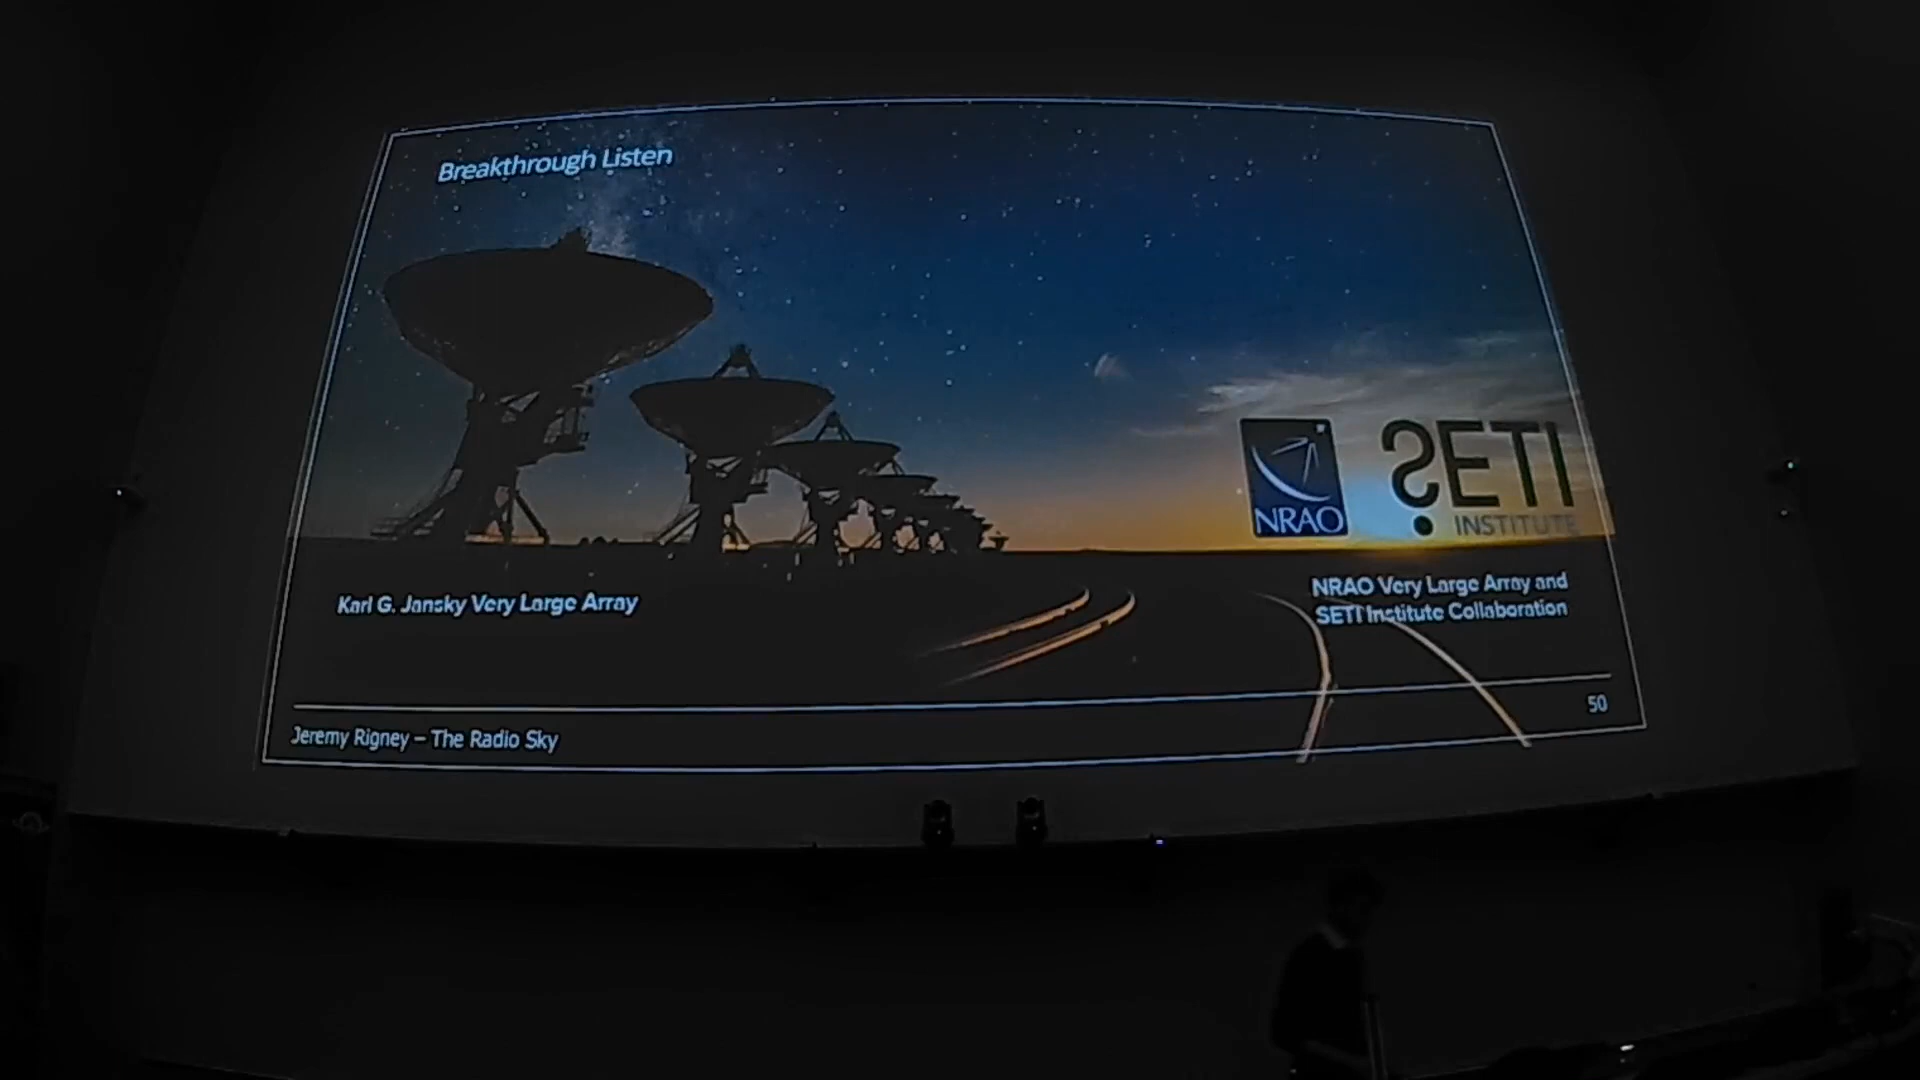 Breakthrough Listen
NRAO
SETI
INSTITUTE
Karl G. Jansky Very Large Array
NRAO Very Large Array and
SETI Institute Collaboration
50
Jeremy Rigney – The Radio Sky